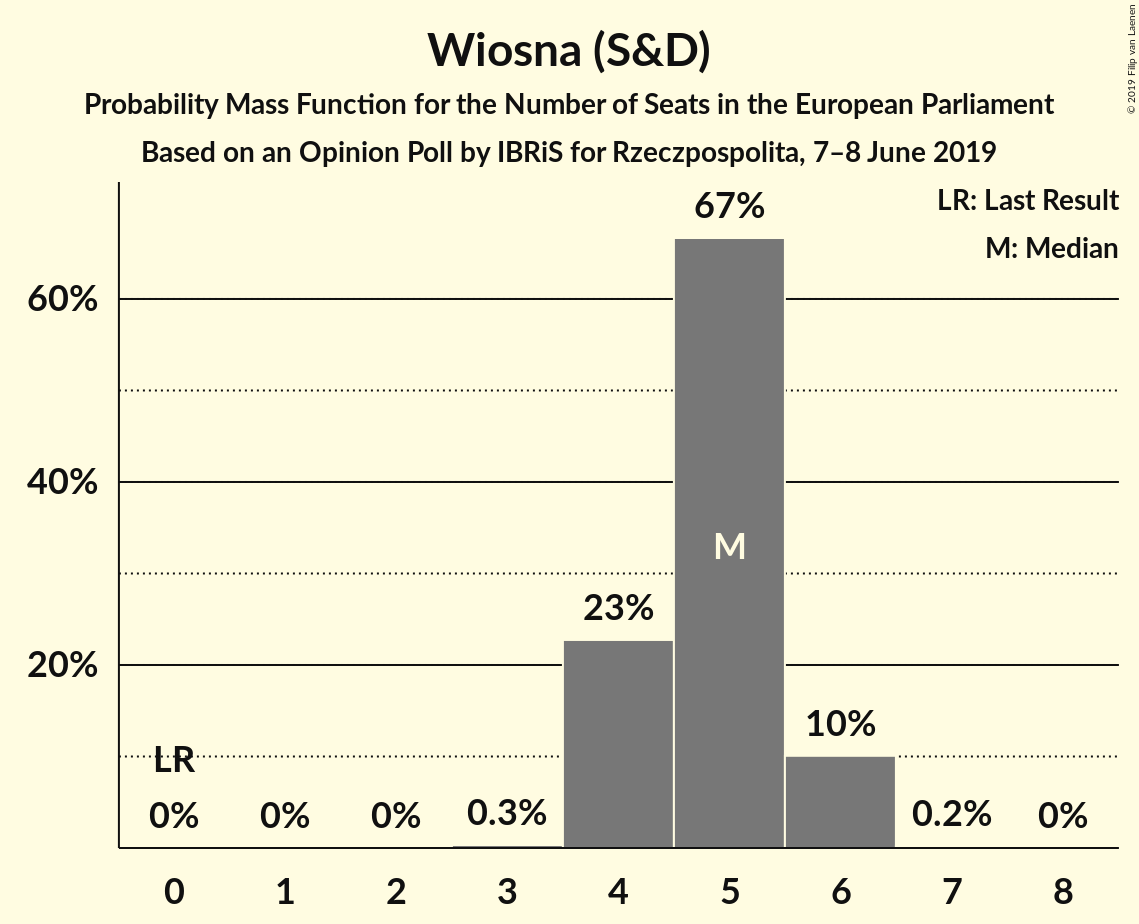 Wiosna (S&D)
Probability Mass Function for the Number of Seats in the European Parliament
Based on an Opinion Poll by IBRiS for Rzeczpospolita, 7–8 June 2019
© 2019 Filip van Laenen
LR: Last Result
M: Median
67%
60%
40%
M
23%
20%
10%
LR
0%
0%
0%
0.3%
0.2%
0%
0 1 2 3 4 5 6 7 8